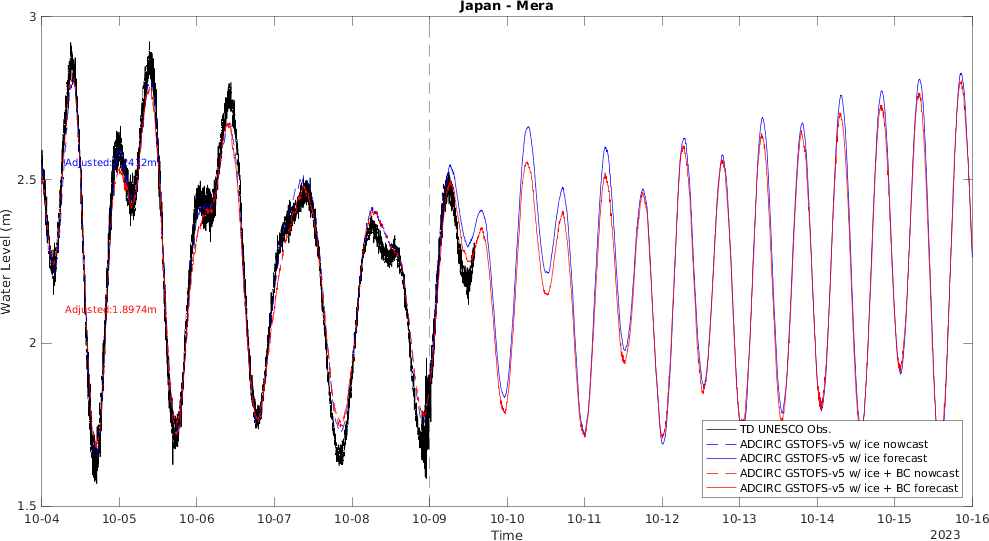 Japan - Mera
3
2.5
2
1.5
Water Level (m)
Adjusted:
Adjusted:1.8974m
TD UNESCO Obs.
ADCIRC GSTOFS-v5 w/ ice nowcast
ADCIRC GSTOFS-v5 w/ ice forecast
ADCIRC GSTOFS-v5 w/ ice + BC nowcast
ADCIRC GSTOFS-v5 w/ ice + BC forecast
10-04 10-05 10-06 10-07 10-08 10-09 10-10 10-11 10-12 10-13 10-14 10-15 10-16
Time
2023